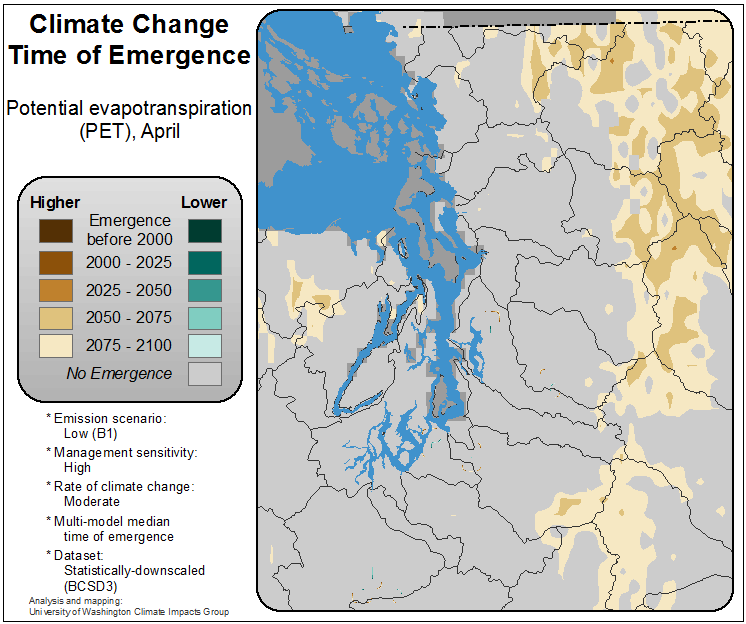 Climate Change
Time of Emergence
Potential evapotranspiration
(PET), April
Higher
Lower
Emergence
before 2000
2000 - 2025
2025 - 2050
2050 - 2075
2075 - 2100
No Emergence
* Emission scenario:
Low (B1)
* Management sensitivity:
High
* Rate of climate change:
Moderate
* Multi-model median
time of emergence
* Dataset:
Statistically-downscaled
(BCSD3)
Analysis and mapping:
University of Washington Climate Impacts Group